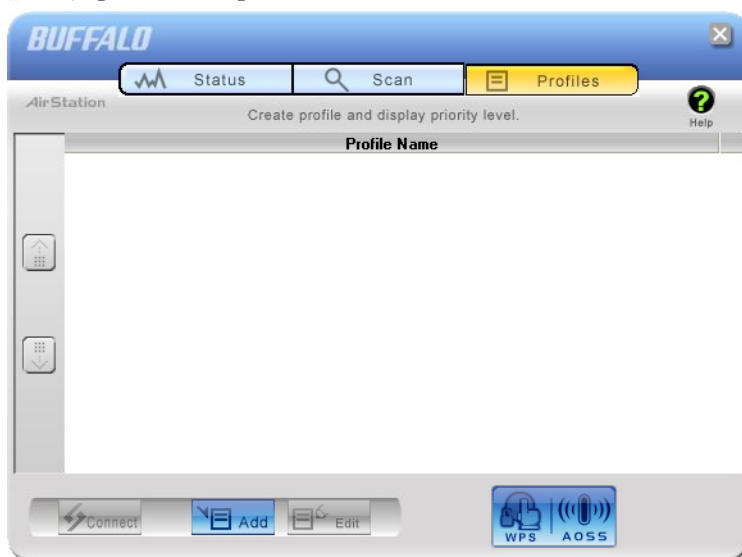 BUFFALO
Status
Scan
Profiles
AirStation
Create profile and display priority level.
Help
Profile Name
Connect
Add
Edit
WPS
AOSS